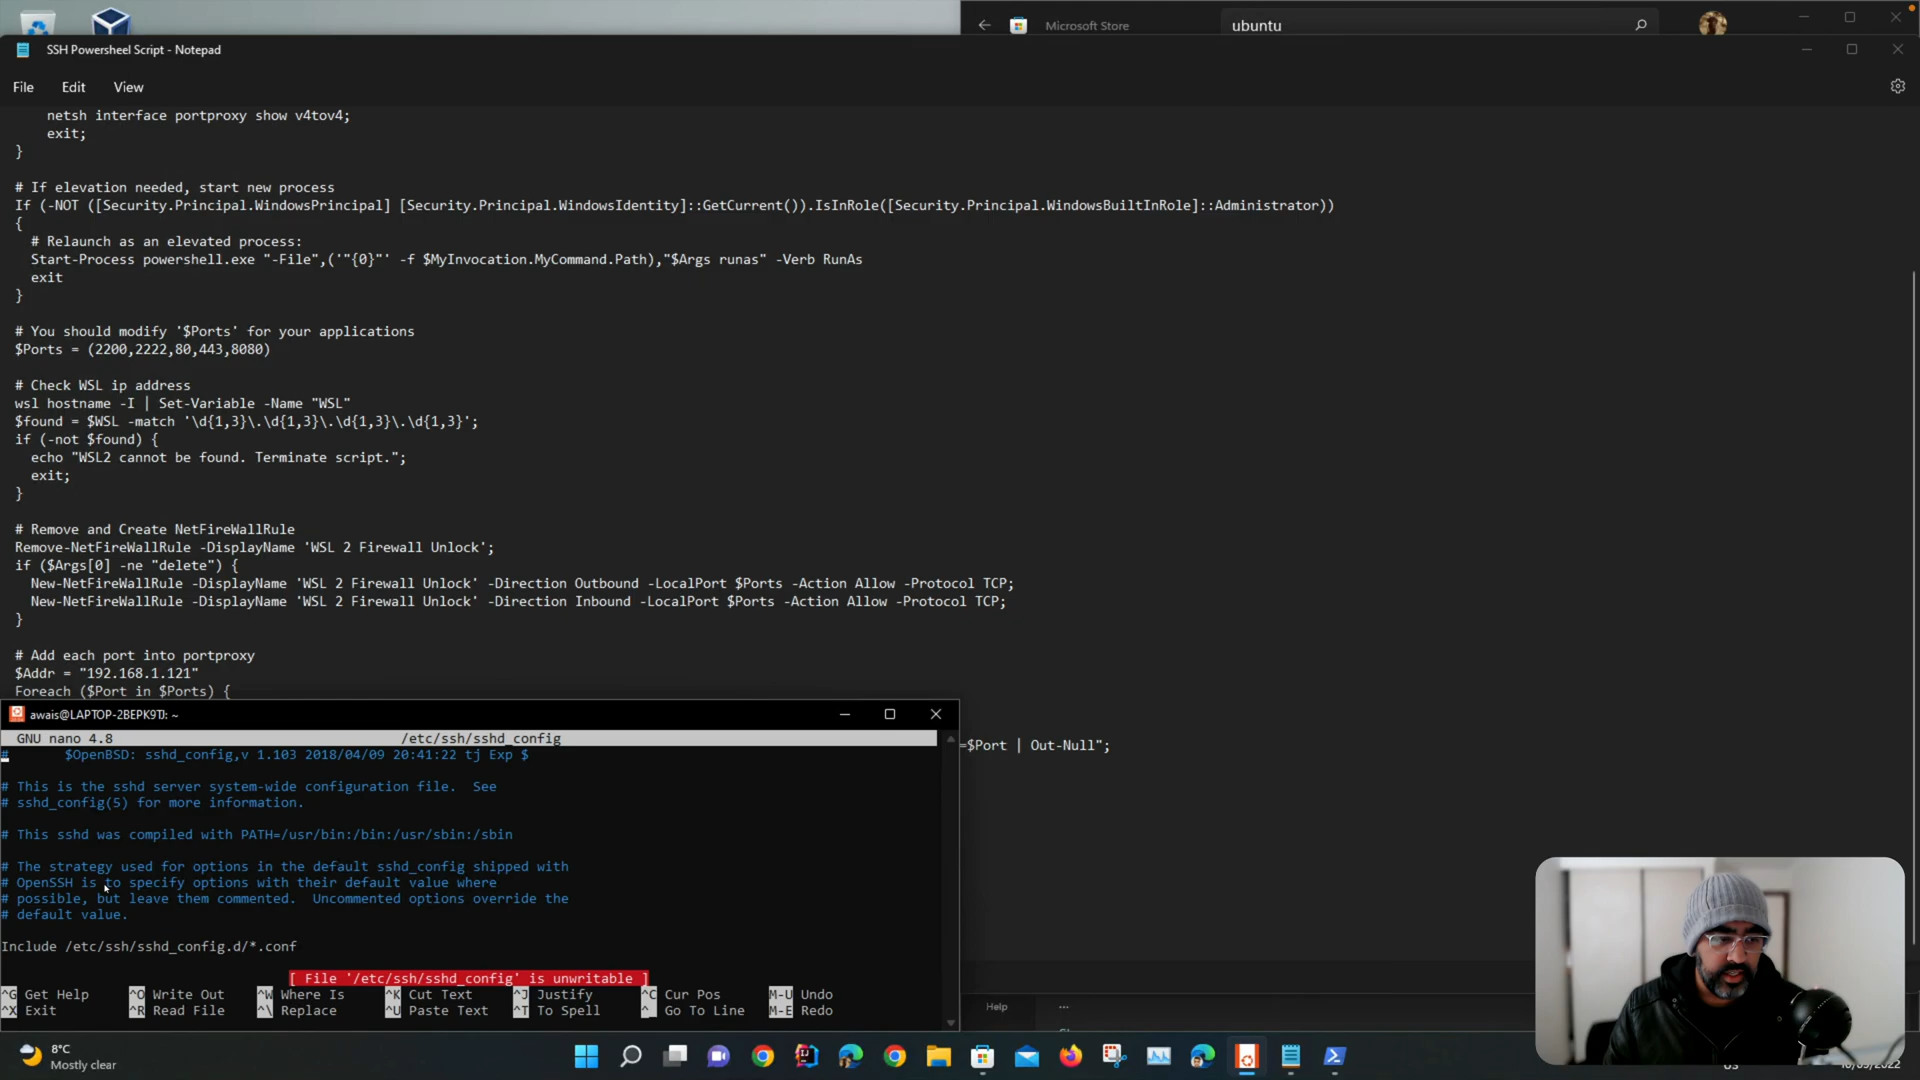 Microsoft Store
ubuntu
SSH Powersheel Script - Notepad
File Edit View
netsh interface portproxy show v4tov4;
exit;
}
# If elevation needed, start new process
If (-NOT ([Security.Principal.WindowsPrincipal] [Security.Principal.WindowsIdentity]::GetCurrent()).IsInRole([Security.Principal.WindowsBuiltInRole]::Administrator))
{
# Relaunch as an elevated process:
Start-Process powershell.exe "-File",('"{0}"' -f $MyInvocation.MyCommand.Path),"$Args runas" -Verb RunAs
exit
}
# You should modify '$Ports' for your applications
$Ports = (2200,2222,80,443,8080)
# Check WSL ip address
wsl hostname -I | Set-Variable -Name "WSL"
$found = $WSL -match '\d{1,3}\.\d{1,3}\.\d{1,3}\.\d{1,3}';
if (-not $found) {
echo "WSL2 cannot be found. Terminate script.";
exit;
}
# Remove and Create NetFireWallRule
Remove-NetFireWallRule -DisplayName 'WSL 2 Firewall Unlock';
if ($Args[0] -ne "delete") {
New-NetFireWallRule -DisplayName 'WSL 2 Firewall Unlock' -Direction Outbound -LocalPort $Ports -Action Allow -Protocol TCP;
New-NetFireWallRule -DisplayName 'WSL 2 Firewall Unlock' -Direction Inbound -LocalPort $Ports -Action Allow -Protocol TCP;
}
# Add each port into portproxy
$Addr = "192.168.1.121"
Foreach ($Port in $Ports) {
=$Port | Out-Null";
awais@LAPTOP-2BEPK9TJ: ~
GNU nano 4.8 /etc/ssh/sshd_config
# $OpenBSD: sshd_config,v 1.103 2018/04/09 20:41:22 tj Exp $
# This is the sshd server system-wide configuration file. See
# sshd_config(5) for more information.
# This sshd was compiled with PATH=/usr/bin:/bin:/usr/sbin:/sbin
# The strategy used for options in the default sshd_config shipped with
# OpenSSH is to specify options with their default value where
# possible, but leave them commented. Uncommented options override the
# default value.
Include /etc/ssh/sshd_config.d/*.conf
[ File '/etc/ssh/sshd_config' is unwritable ]
^G Get Help ^O Write Out ^W Where Is ^K Cut Text ^J Justify ^C Cur Pos M-U Undo
^X Exit ^R Read File ^\ Replace ^U Paste Text ^T To Spell ^_ Go To Line M-E Redo
Help ...
8°C
Mostly clear